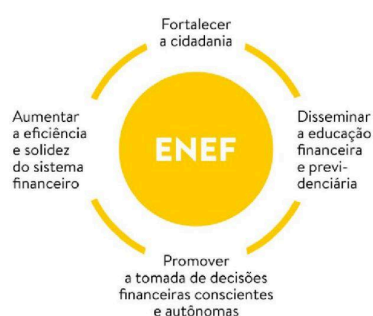 Fortalecer
a cidadania
Aumentar
a eficiência
e solidez
do sistema
financeiro
ENEF
Disseminar
a educação
financeira
e previ-
denciária
Promover
a tomada de decisões
financeiras conscientes
e autônomas